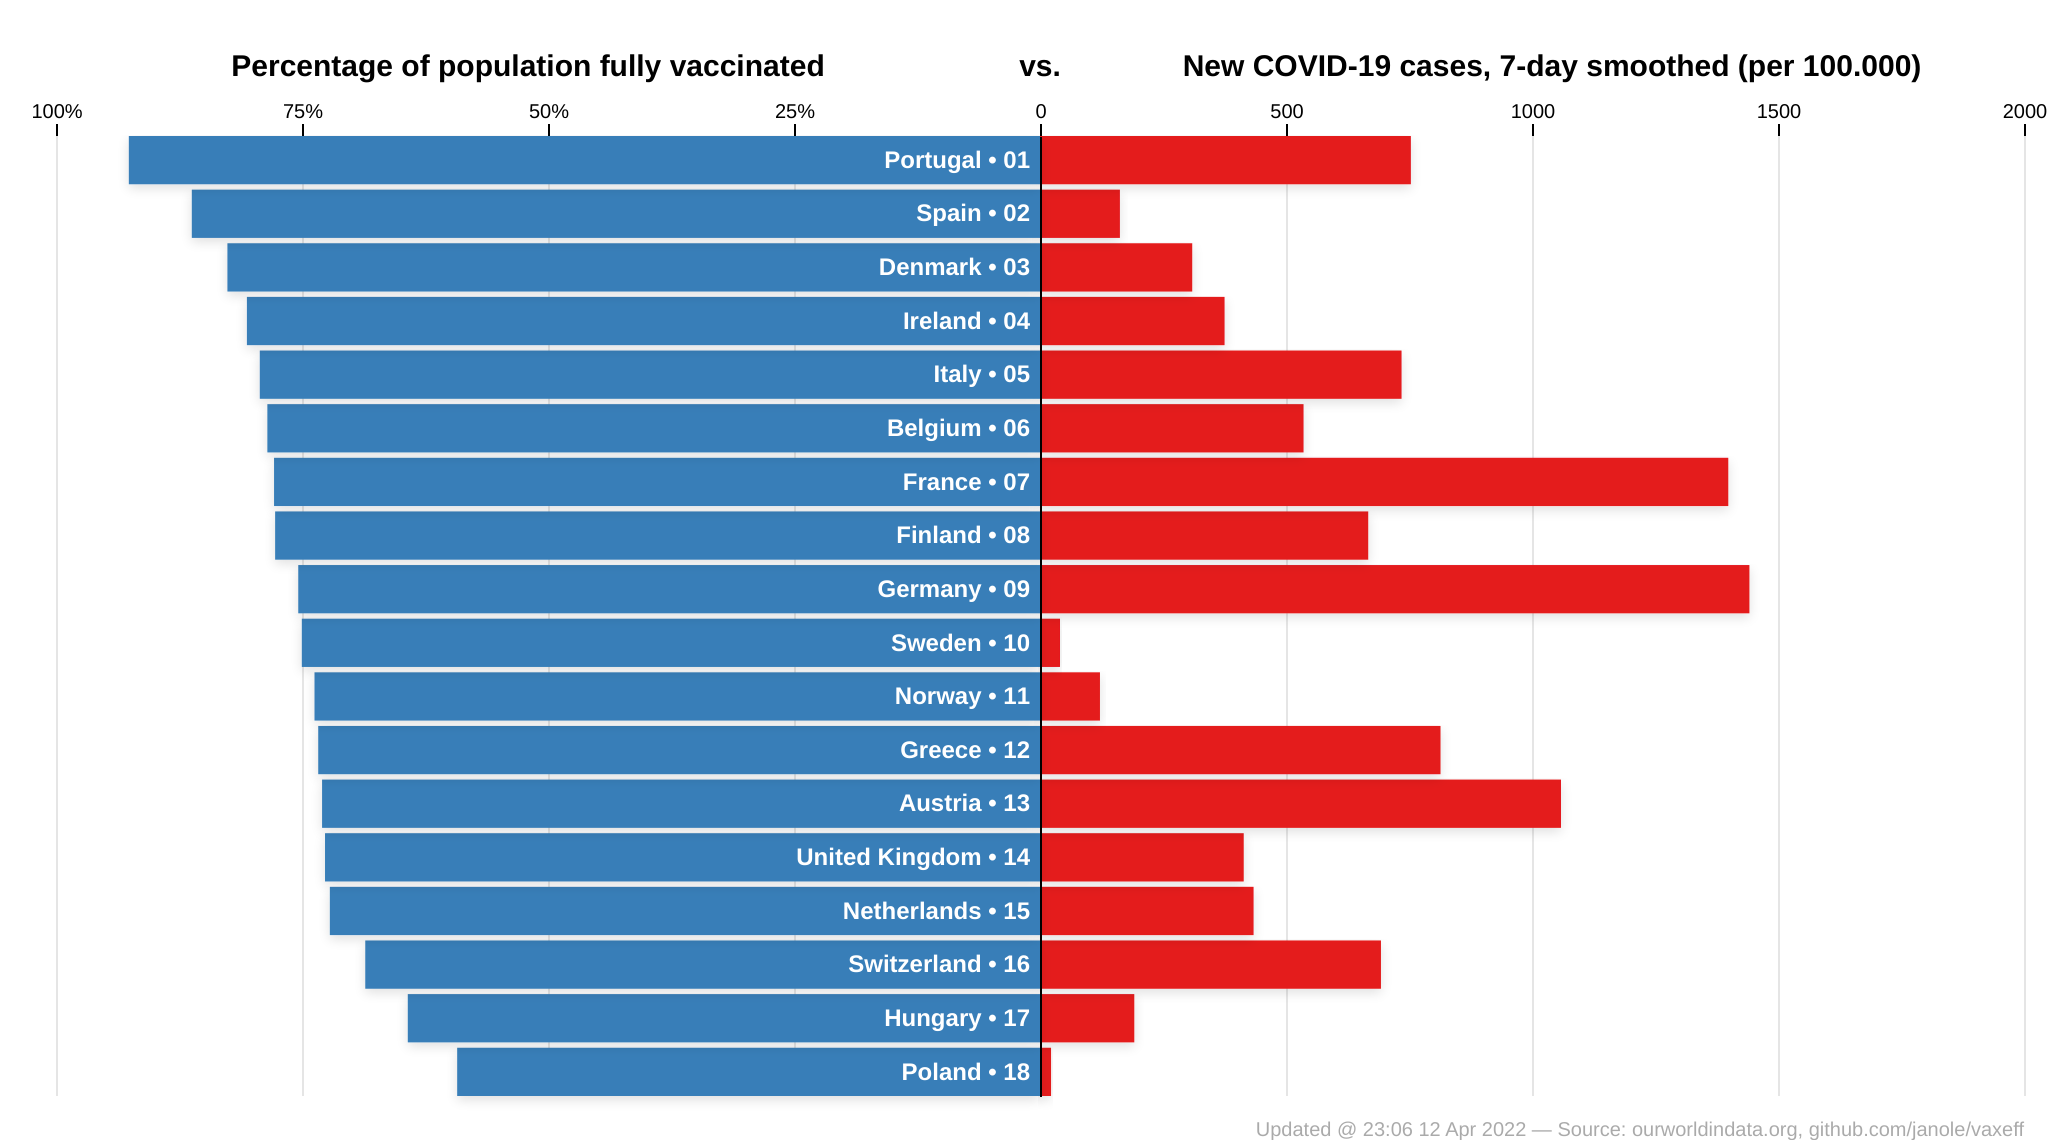 Percentage of population fully vaccinated vs. New COVID-19 cases, 7-day smoothed (per 100.000)
100% 75% 50% 25% 0 500 1000 1500 2000
Portugal • 01
Spain • 02
Denmark • 03
Ireland • 04
Italy • 05
Belgium • 06
France • 07
Finland • 08
Germany • 09
Sweden • 10
Norway • 11
Greece • 12
Austria • 13
United Kingdom • 14
Netherlands • 15
Switzerland • 16
Hungary • 17
Poland • 18
Updated @ 23:06 12 Apr 2022 — Source: ourworldindata.org, github.com/janole/vaxeff